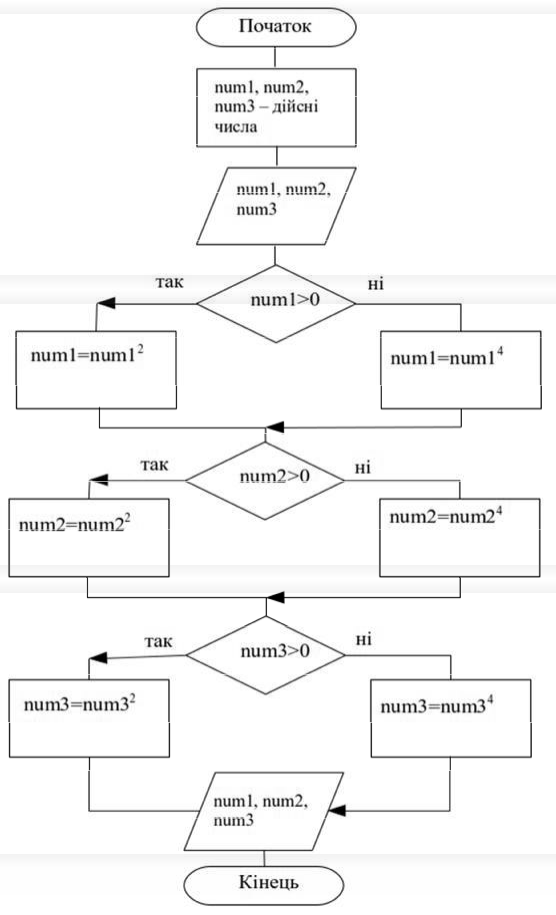 Початок
num1, num2,
num3 – дійсні
числа
num1, num2,
num3
так
num1>0
ні
num1=num1²
num1=num1⁴
так
num2>0
ні
num2=num2²
num2=num2⁴
так
num3>0
ні
num3=num3²
num3=num3⁴
num1, num2,
num3
Кінець